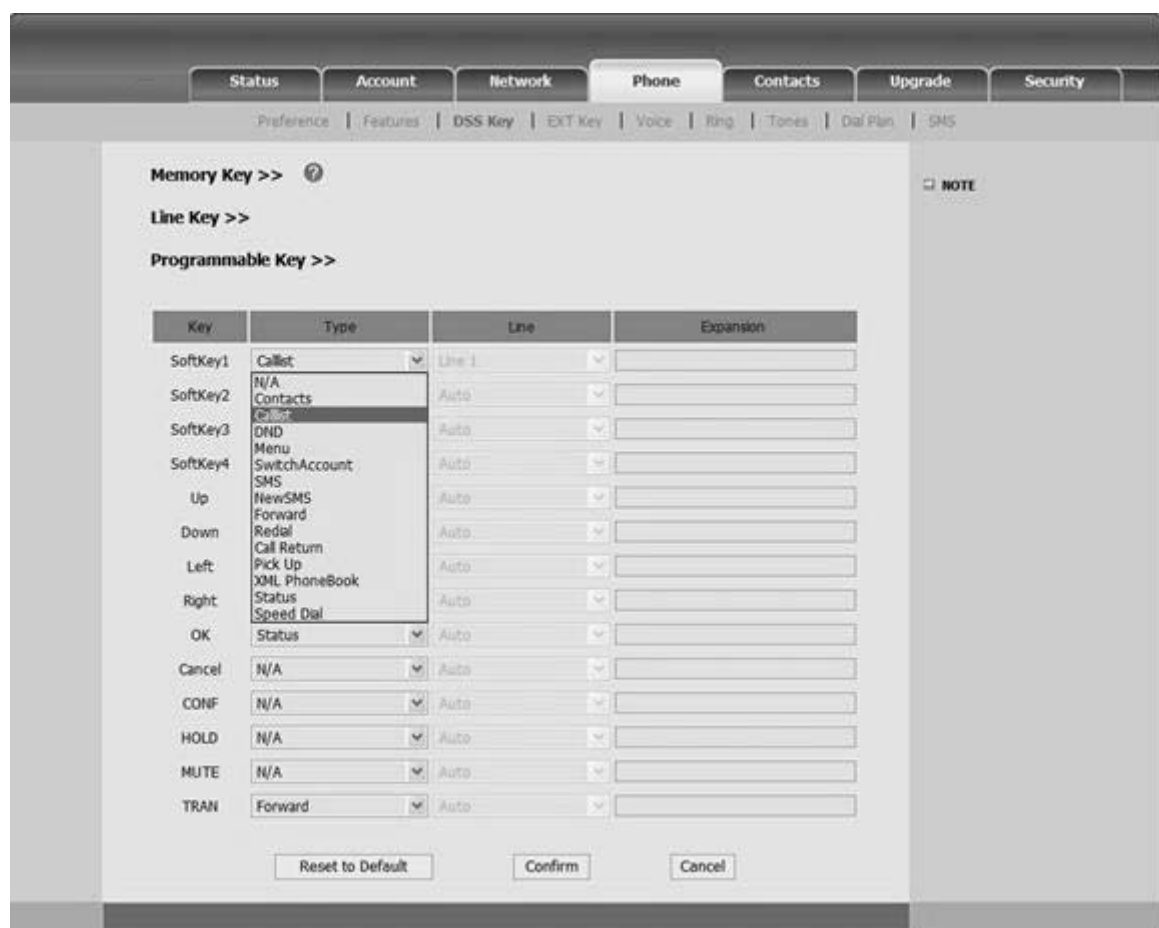 Status Account Network Phone Contacts Upgrade Security
Preference | Features | DSS Key | EXT Key | Voice | Ring | Tones | Dial Plan | SMS
Memory Key >> ?
NOTE
Line Key >>
Programmable Key >>
Key Type Line Expansion
SoftKey1 Callist Line 1
N/A
SoftKey2 Contacts Auto
Callist
SoftKey3 DND Auto
Menu
SoftKey4 SwitchAccount Auto
SMS
Up NewSMS Auto
Forward
Down Redial Auto
Call Return
Left Pick Up Auto
XML PhoneBook
Right Status Auto
Speed Dial
OK Status Auto
Cancel N/A Auto
CONF N/A Auto
HOLD N/A Auto
MUTE N/A Auto
TRAN Forward Auto
Reset to Default Confirm Cancel